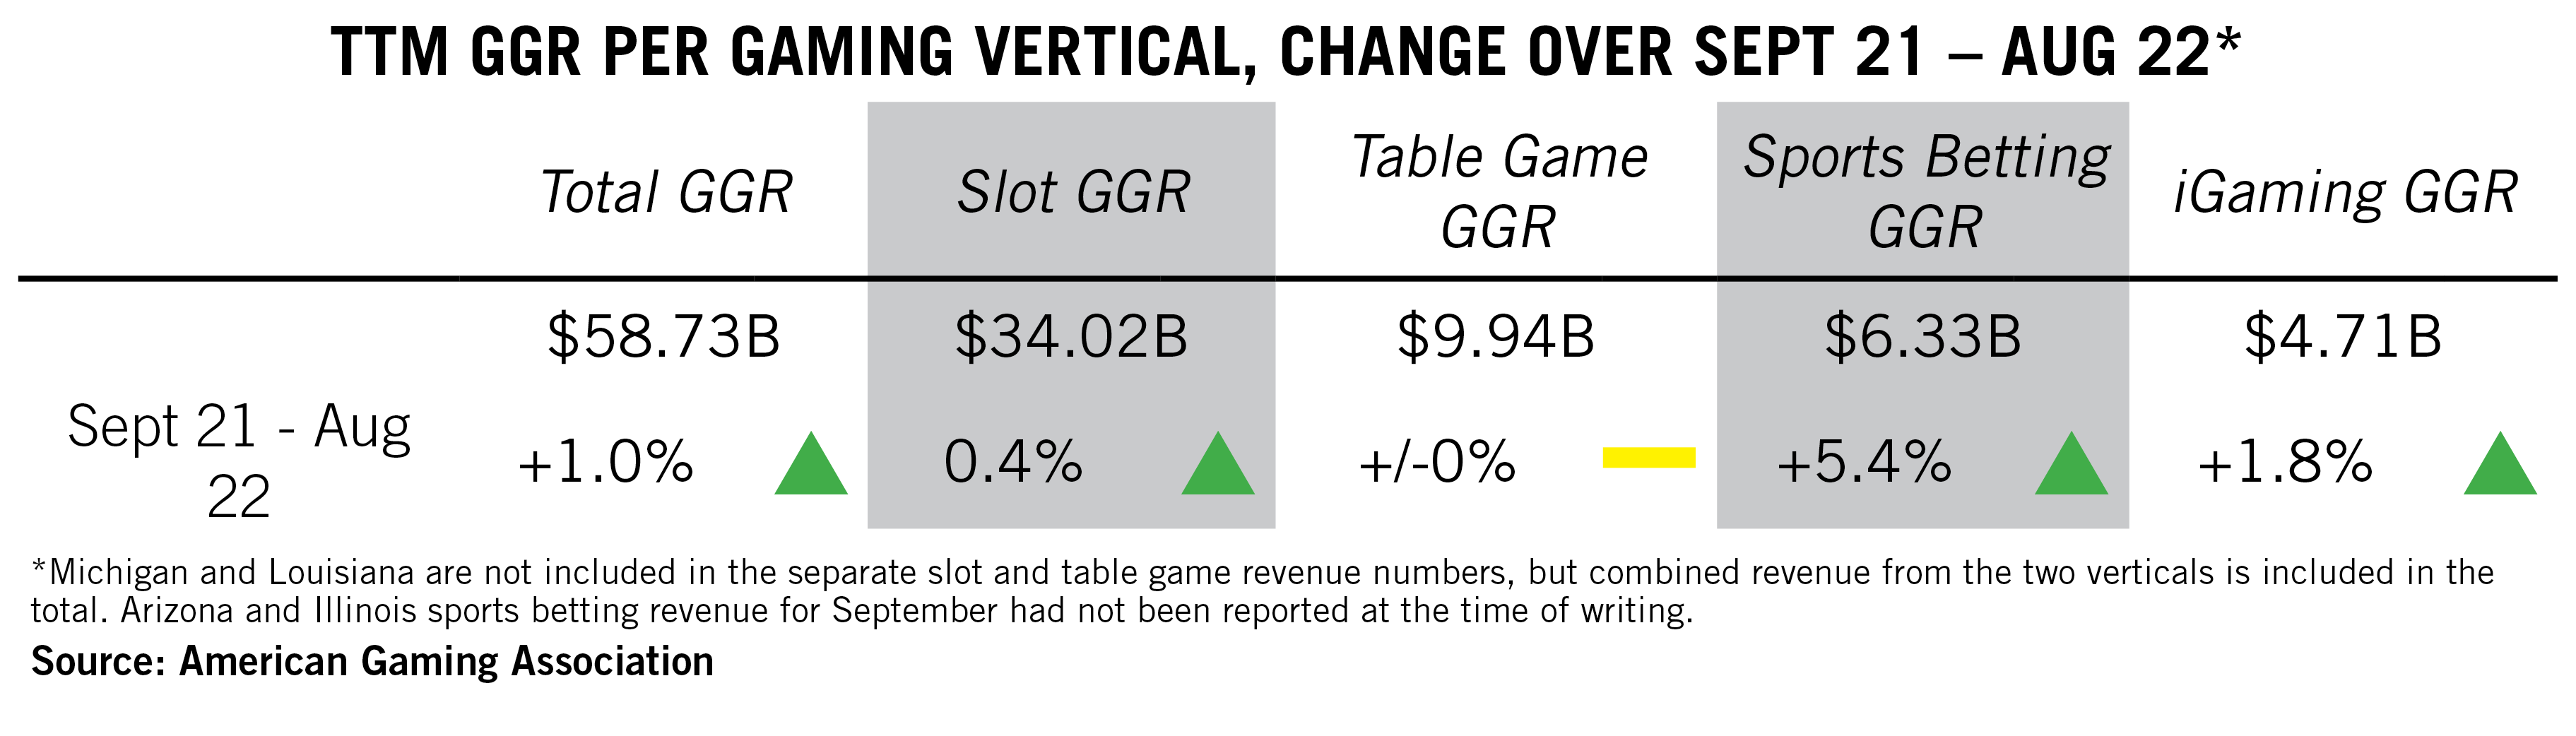 TTM GGR PER GAMING VERTICAL, CHANGE OVER SEPT 21 – AUG 22*
Total GGR
Slot GGR
Table Game
GGR
Sports Betting
GGR
iGaming GGR
Sept 21 - Aug
22
$58.73B
$34.02B
$9.94B
$6.33B
$4.71B
+1.0%
0.4%
+/-0%
+5.4%
+1.8%
*Michigan and Louisiana are not included in the separate slot and table game revenue numbers, but combined revenue from the two verticals is included in the
total. Arizona and Illinois sports betting revenue for September had not been reported at the time of writing.
Source: American Gaming Association